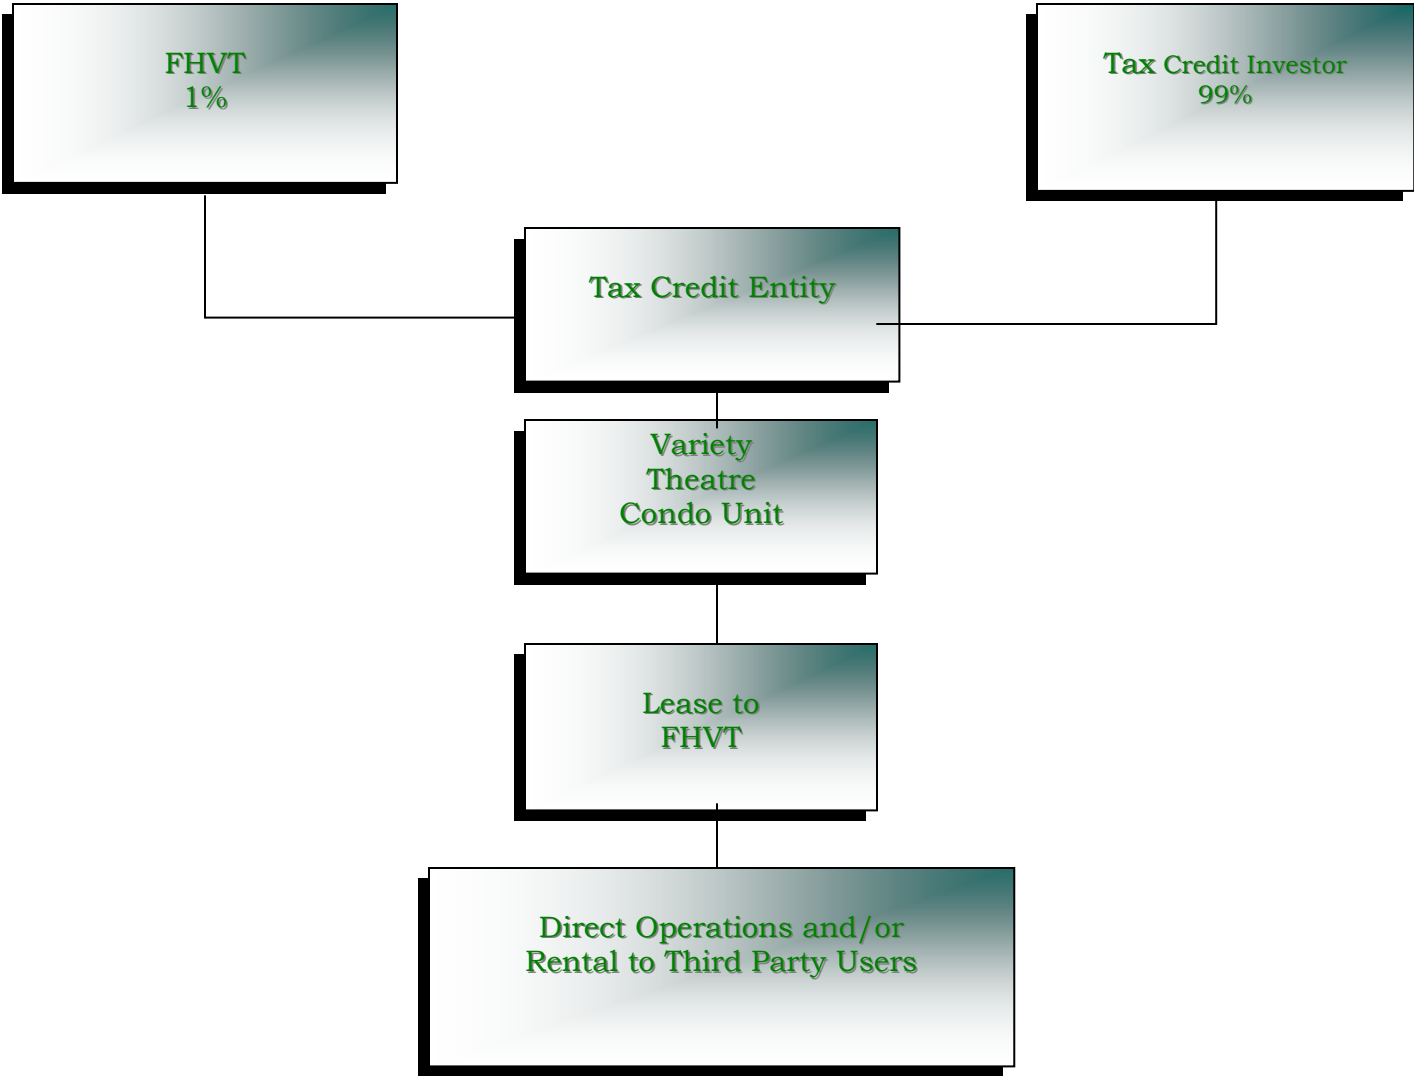 FHVT
1%
Tax Credit Investor
99%
Tax Credit Entity
Variety
Theatre
Condo Unit
Lease to
FHVT
Direct Operations and/or
Rental to Third Party Users